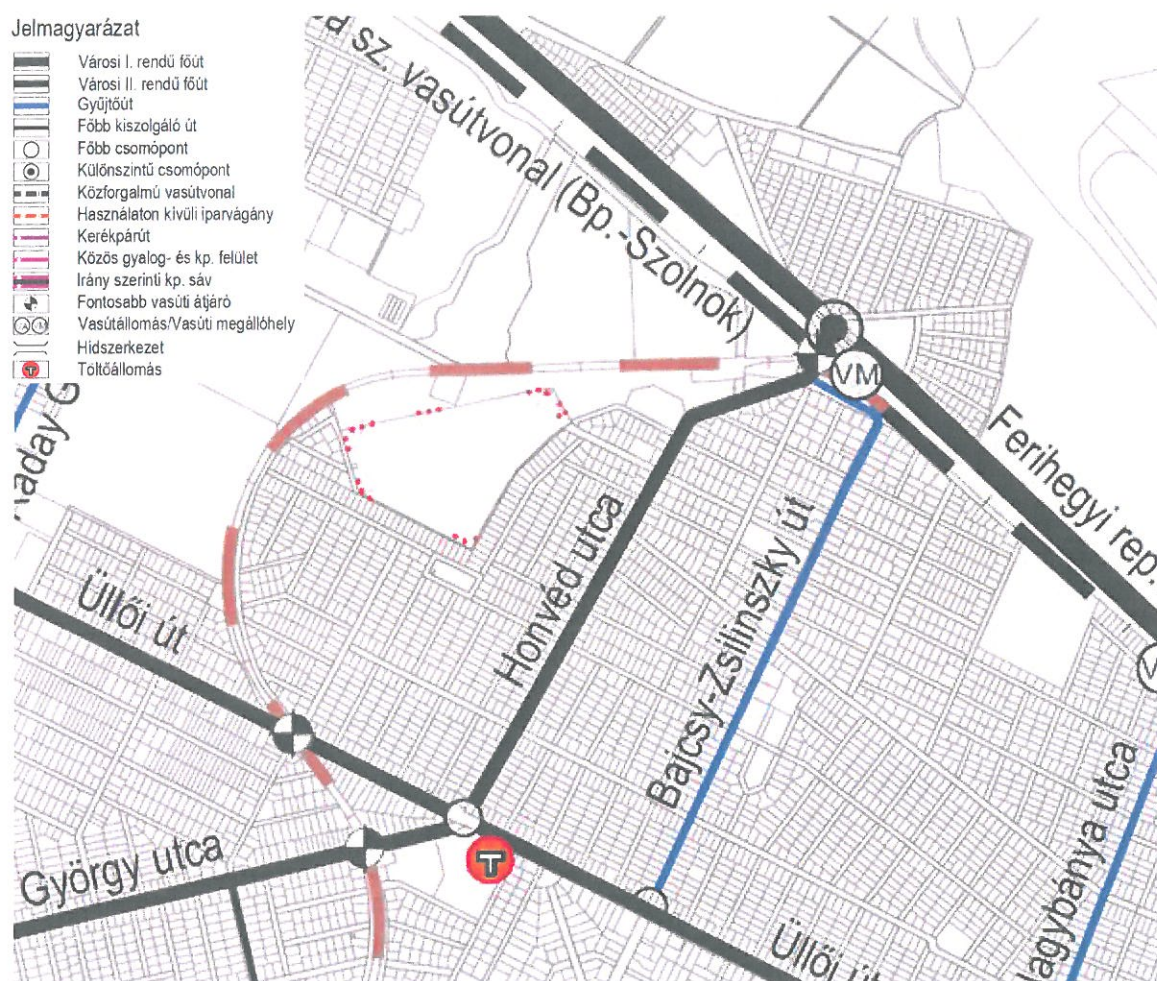 Jelmagyarázat
Városi I. rendű főút
Városi II. rendű főút
Gyűjtőút
Főbb kiszolgáló út
Főbb csomópont
Különszintű csomópont
Közforgalmú vasútvonal
Használaton kívüli iparvágány
Kerékpárút
Közös gyalog- és kp. felület
Irány szerinti kp. sáv
Fontosabb vasúti átjáró
Vasútállomás/Vasúti megállóhely
Hídszerkezet
Töltőállomás
a sz. vasútvonal (Bp.-Szolnok)
VM
Ferihegyi rep.
aday G
Üllői út
Honvéd utca
Bajcsy-Zsilinszky út
György utca
T
Üllői út
agybánya utca